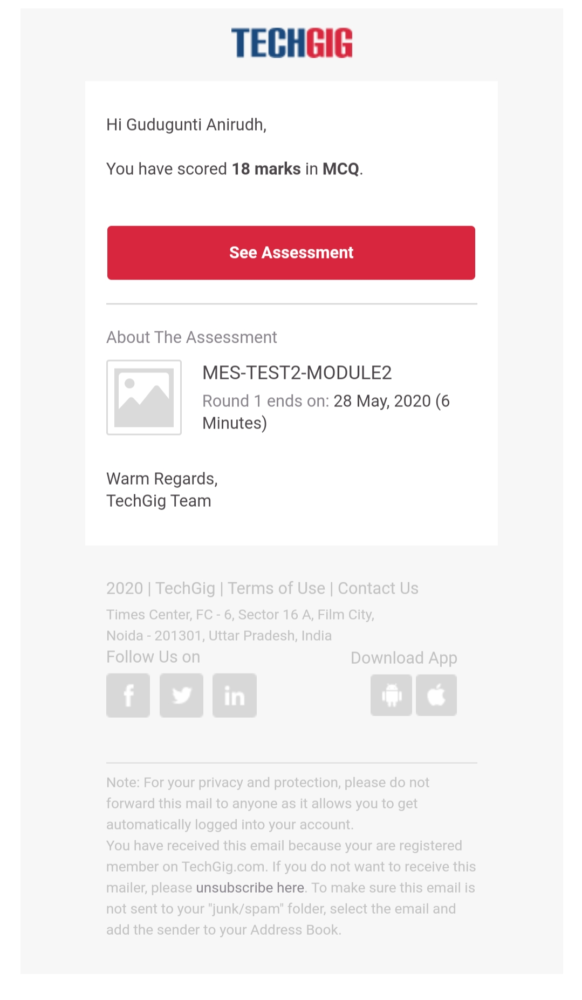 TECHGIG
Hi Gudugunti Anirudh,
You have scored 18 marks in MCQ.
See Assessment
About The Assessment
MES-TEST2-MODULE2
Round 1 ends on: 28 May, 2020 (6
Minutes)
Warm Regards,
TechGig Team
2020 | TechGig | Terms of Use | Contact Us
Times Center, FC - 6, Sector 16 A, Film City,
Noida - 201301, Uttar Pradesh, India
Follow Us on
Download App
f
in
Note: For your privacy and protection, please do not
forward this mail to anyone as it allows you to get
automatically logged into your account.
You have received this email because your are registered
member on TechGig.com. If you do not want to receive this
mailer, please unsubscribe here. To make sure this email is
not sent to your "junk/spam" folder, select the email and
add the sender to your Address Book.